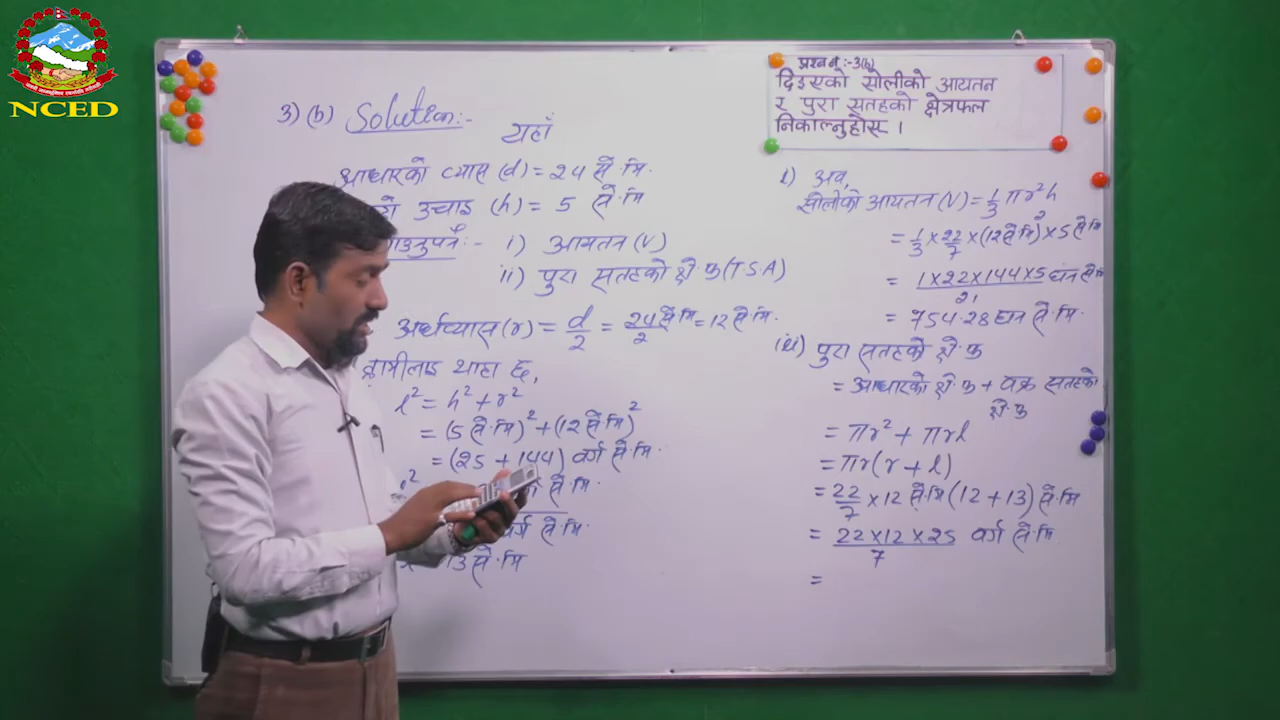 NCED
प्रश्न नं:-3(b)
दिइएको सोलीको आयतन
र पुरा सतहको क्षेत्रफल
निकाल्नुहोस् ।
3) (b) Solution:-
यहाँ
आधारको व्यास (d) = 24 से.मि.
उचाइ (h) = 5 से.मि
i) आयतन (V)
ii) पुरा सतहको क्षे.फ (T.S.A)
अर्धव्यास (r) = d/2 = 24 से.मि/2 = 12 से.मि.
थाहा छ,
l² = h² + r²
= (5 से.मि)² + (12 से.मि)²
= (25 + 144) वर्ग से.मि.
से.मि.
वर्ग से.मि.
13 से.मि
i) अब,
सोलीको आयतन (V) = 1/3 πr²h
= 1/3 × 22/7 × (12 से.मि)² × 5 से.मि
= 1×22×144×5/21 घन से.मि
= 754.28 घन से.मि.
ii) पुरा सतहको क्षे.फ
= आधारको क्षे.फ + वक्र सतहको
क्षे.फ
= πr² + πrl
= πr(r + l)
= 22/7 × 12 से.मि (12 + 13) से.मि
= 22×12×25/7 वर्ग से.मि.
=